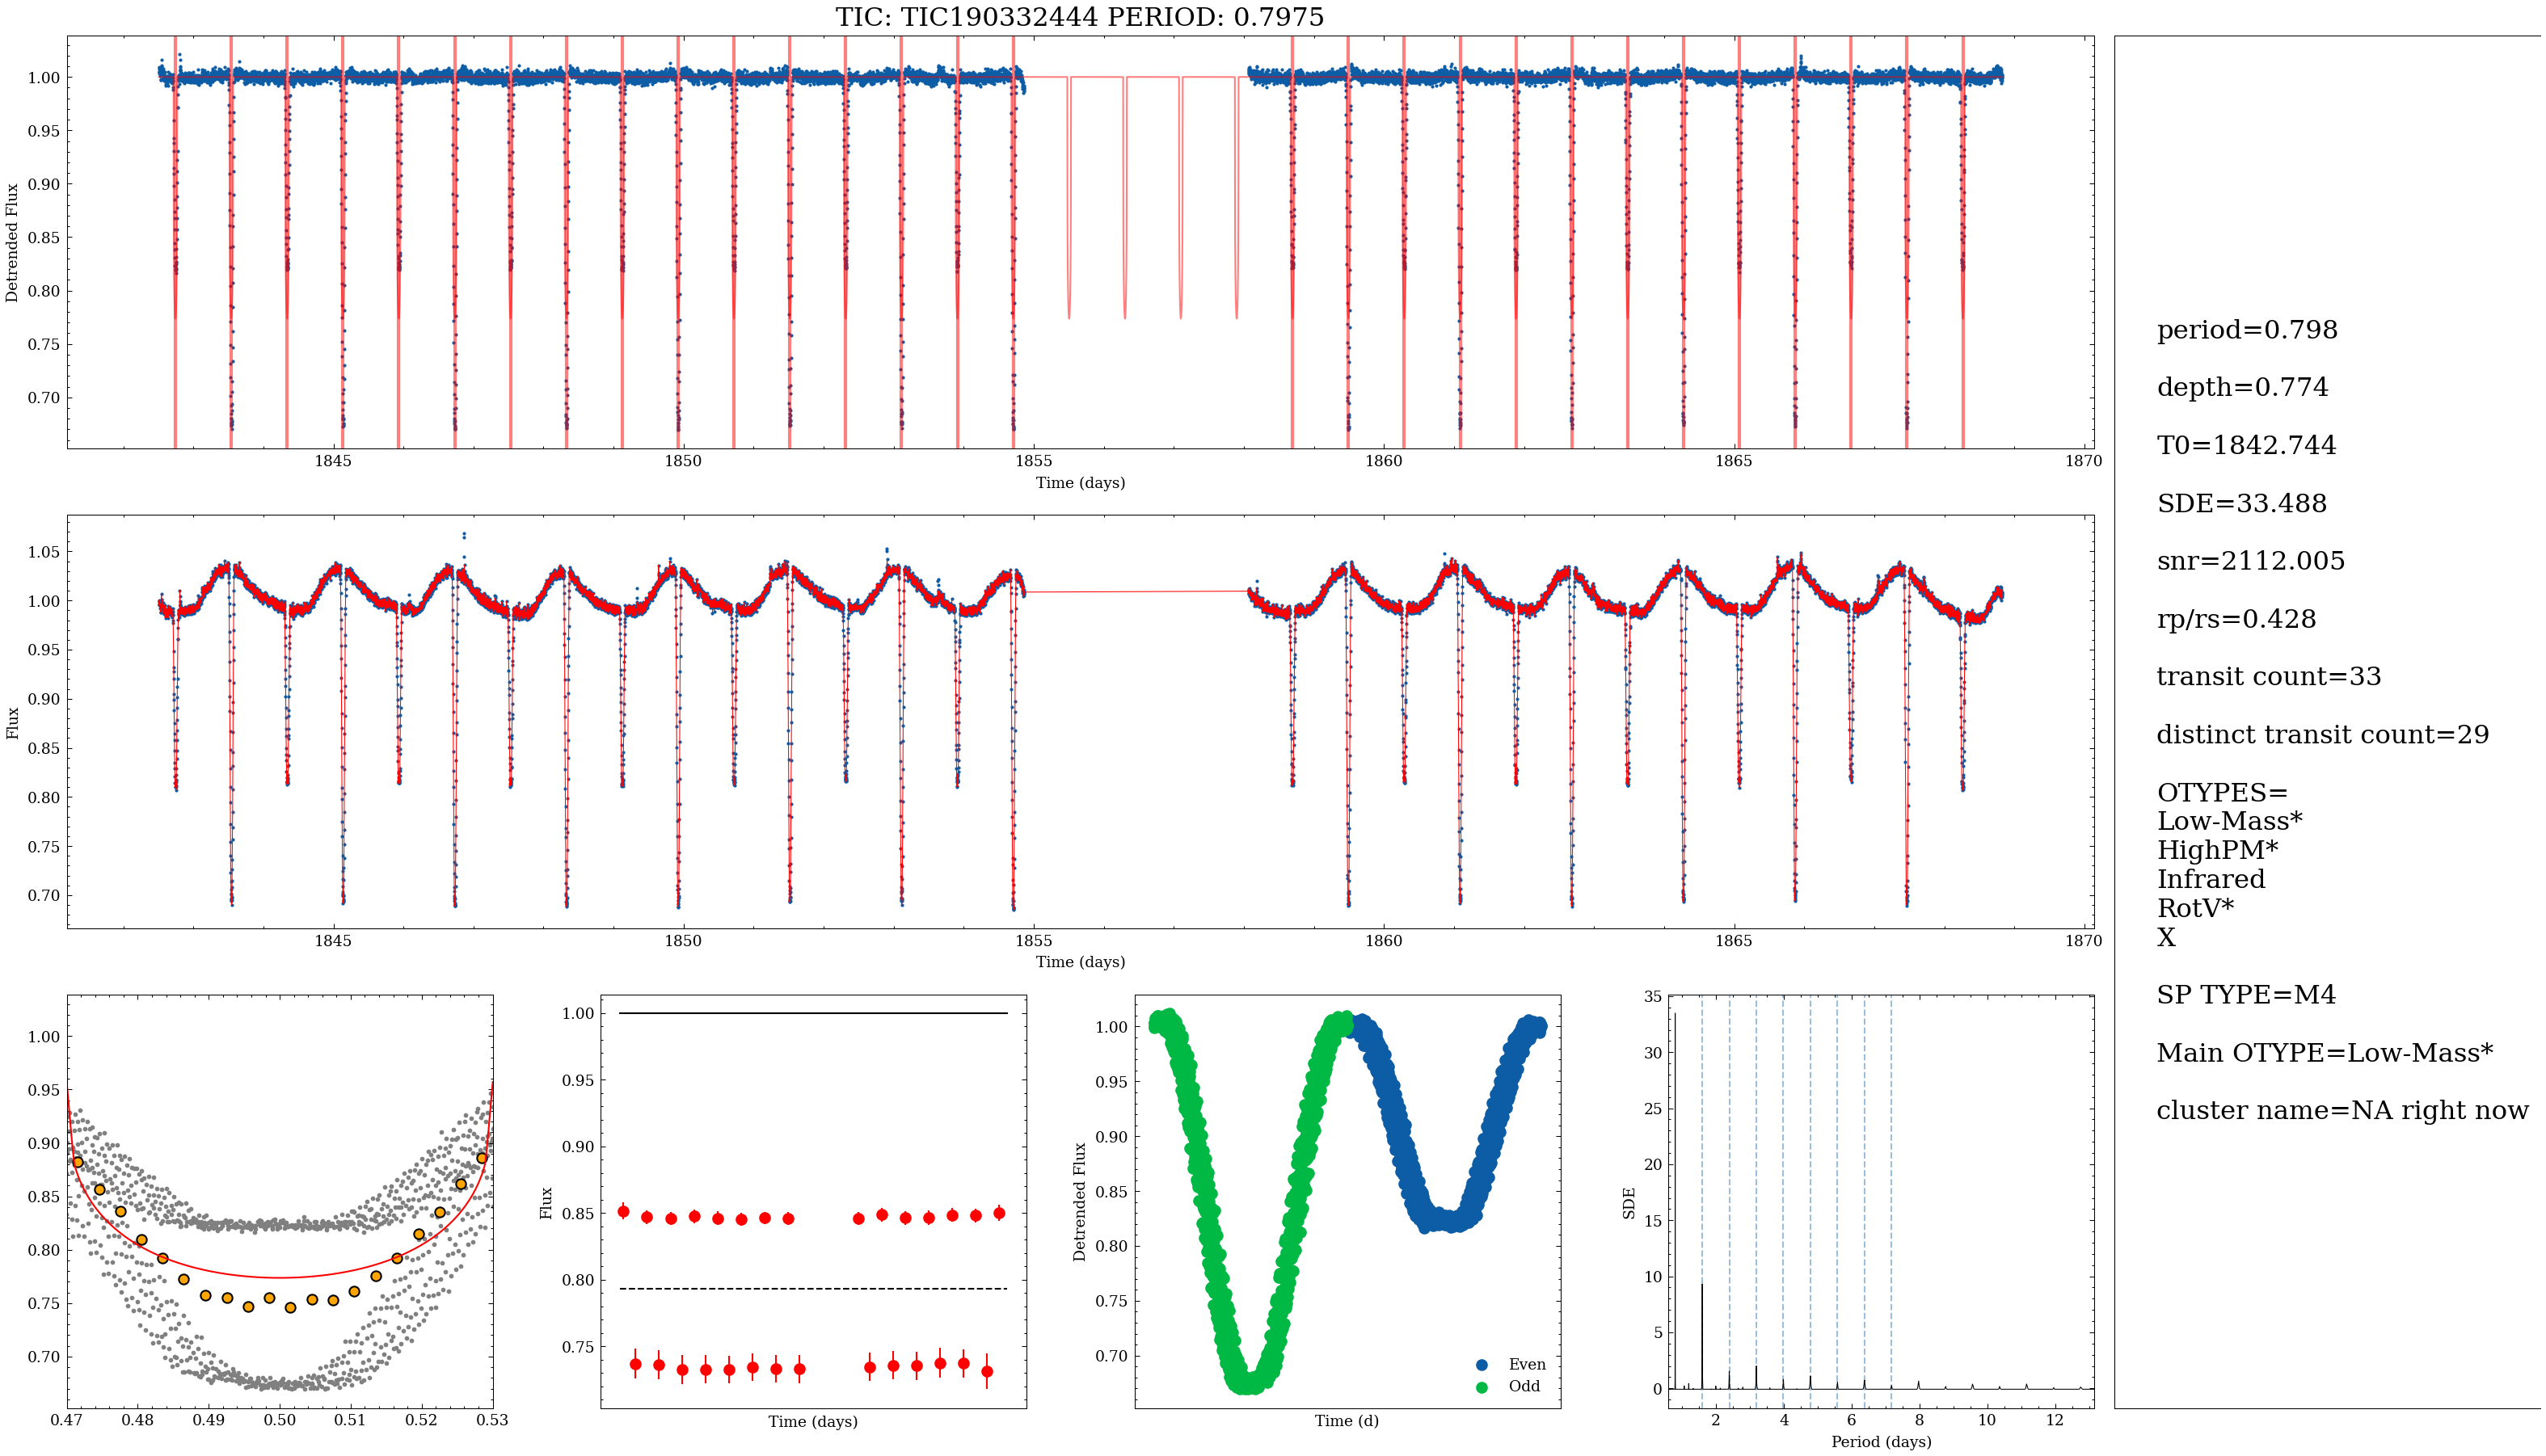 TIC: TIC190332444 PERIOD: 0.7975
1.00
0.95
0.90
0.85
0.80
0.75
0.70
Detrended Flux
1845
1850
1855
1860
1865
1870
Time (days)
1.05
1.00
0.95
0.90
0.85
0.80
0.75
0.70
Flux
1845
1850
1855
1860
1865
1870
Time (days)
1.00
0.95
0.90
0.85
0.80
0.75
0.70
0.47
0.48
0.49
0.50
0.51
0.52
0.53
1.00
0.95
0.90
0.85
0.80
0.75
Flux
Time (days)
1.00
0.95
0.90
0.85
0.80
0.75
0.70
Detrended Flux
Even
Odd
Time (d)
35
30
25
20
15
10
5
0
SDE
2
4
6
8
10
12
Period (days)
period=0.798
depth=0.774
T0=1842.744
SDE=33.488
snr=2112.005
rp/rs=0.428
transit count=33
distinct transit count=29
OTYPES=
Low-Mass*
HighPM*
Infrared
RotV*
X
SP TYPE=M4
Main OTYPE=Low-Mass*
cluster name=NA right now